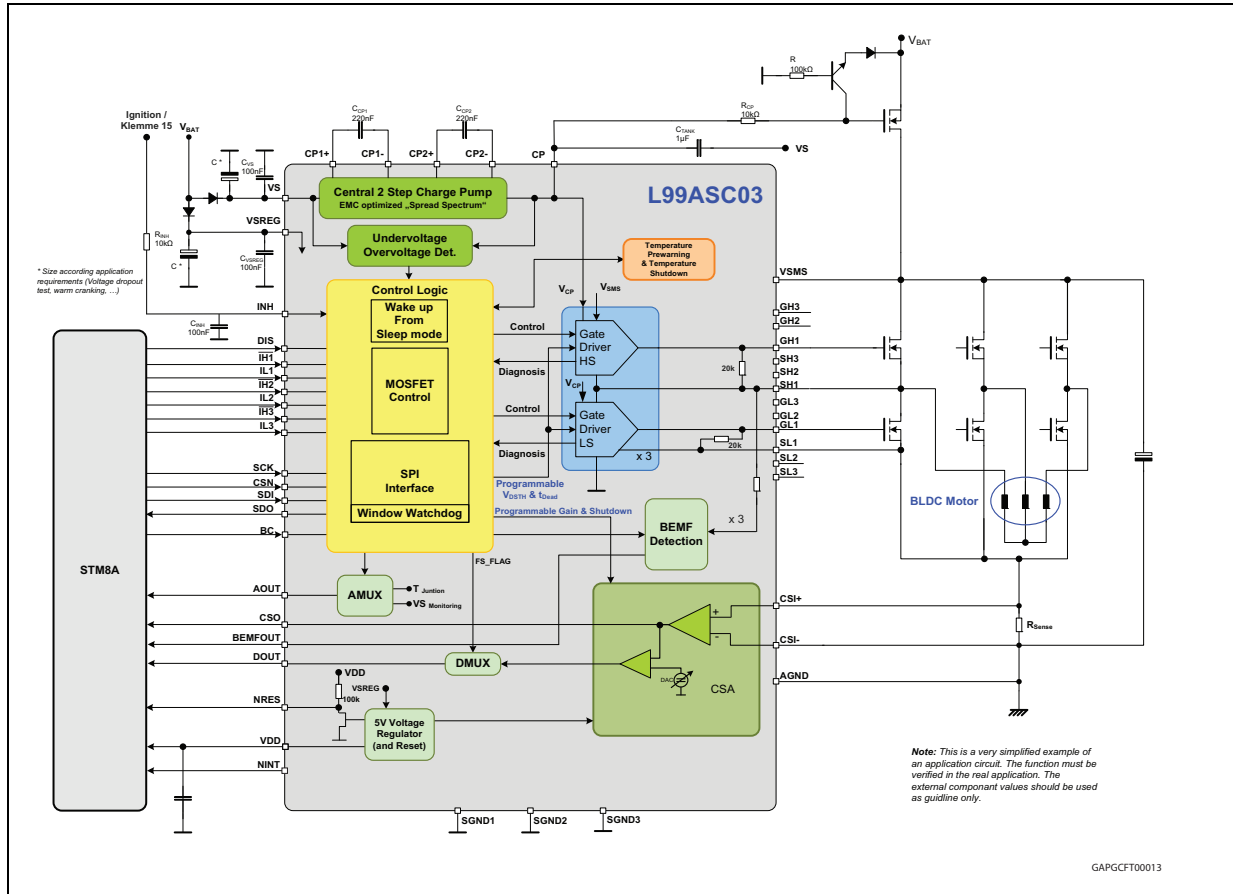 VBAT
R
100kΩ
CCP1
220nF
CCP2
220nF
RCP
10kΩ
CTANK
1µF
VS
Ignition /
Klemme 15
VBAT
CP1+
CP1-
CP2+
CP2-
CP
C *
CVS
100nF
VS
Central 2 Step Charge Pump
EMC optimized „Spread Spectrum“
L99ASC03
VSREG
RINH
10kΩ
C *
CVSREG
100nF
Undervoltage
Overvoltage Det.
Temperature
Prewarning
& Temperature
Shutdown
* Size according application
requirements (Voltage dropout
test, warm cranking, …)
VSMS
INH
CINH
100nF
Control Logic
Wake up
From
Sleep mode
VCP
VSMS
GH3
GH2
DIS
IH1
IL1
IH2
IL2
IH3
IL3
Control
Gate
Driver
HS
GH1
Diagnosis
20k
SH3
SH2
SH1
MOSFET
Control
VCP
GL3
GL2
GL1
Control
Gate
Driver
LS
SL1
Diagnosis
x 3
20k
SL2
SL3
SCK
CSN
SDI
SDO
BC
SPI
Interface
Window Watchdog
Programmable
VDSTH & tDead
Programmable Gain & Shutdown
x 3
BEMF
Detection
BLDC Motor
STM8A
FS_FLAG
AOUT
AMUX
T Juntion
VS Monitoring
CSO
BEMFOUT
DOUT
DMUX
+
-
DAC
CSA
CSI+
RSense
CSI-
AGND
VDD
100k
VSREG
NRES
5V Voltage
Regulator
(and Reset)
VDD
NINT
SGND1
SGND2
SGND3
Note: This is a very simplified example of
an application circuit. The function must be
verified in the real application. The
external componant values should be used
as guidline only.
GAPGCFT00013